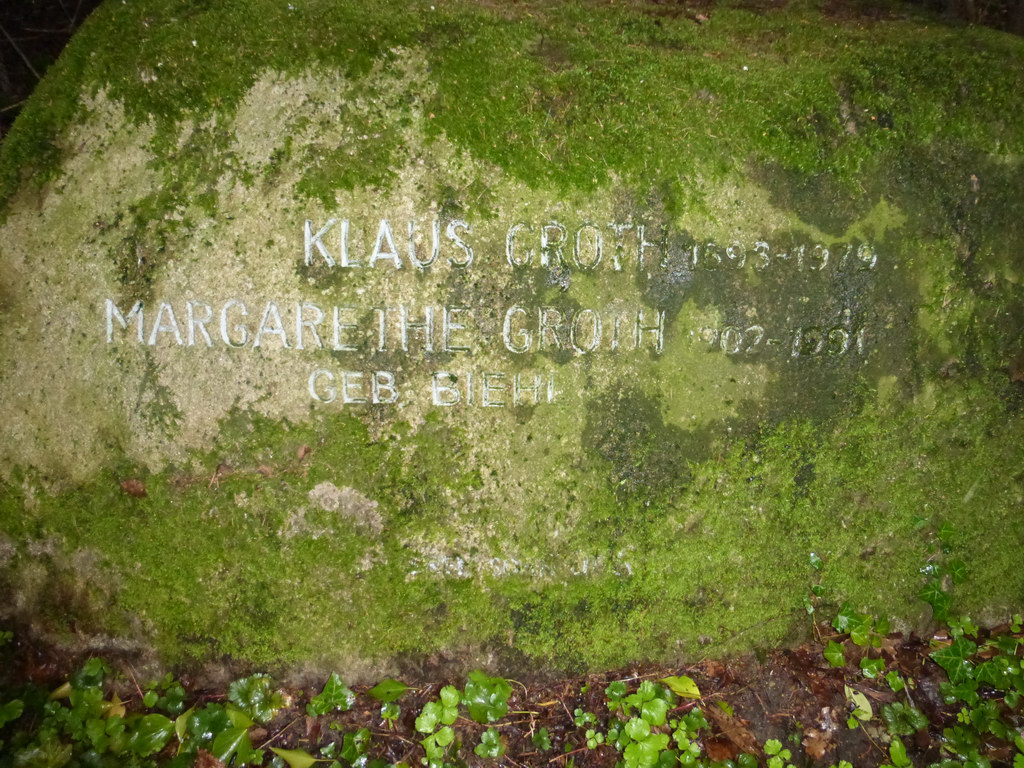 KLAUS GROTH 1893-1979
MARGARETHE GROTH 1902-1991
GEB BIEHL